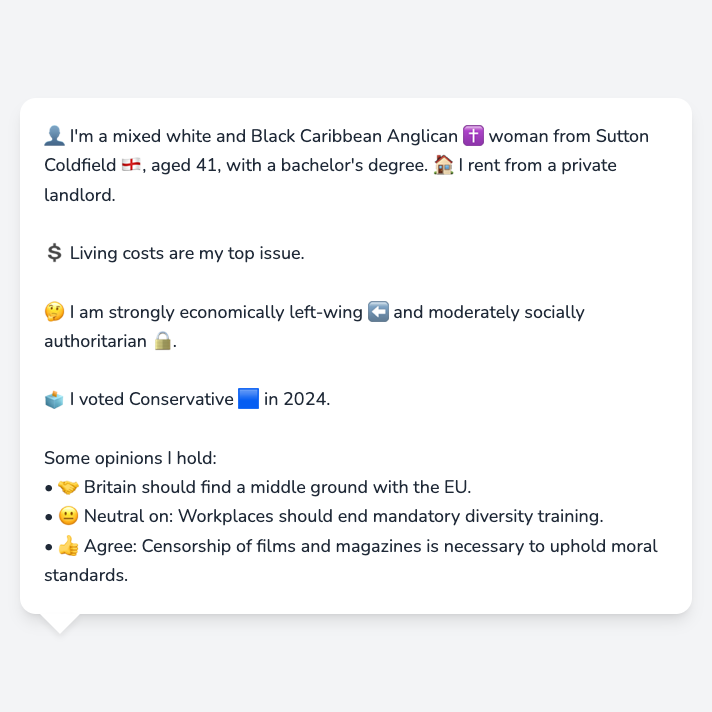 👤 I'm a mixed white and Black Caribbean Anglican ✝️ woman from Sutton
Coldfield 🏴󠁧󠁢󠁥󠁮󠁧󠁿, aged 41, with a bachelor's degree. 🏠 I rent from a private
landlord.
💲 Living costs are my top issue.
🤔 I am strongly economically left-wing ⬅️ and moderately socially
authoritarian 🔒.
🗳️ I voted Conservative 🟦 in 2024.
Some opinions I hold:
• 🤝 Britain should find a middle ground with the EU.
• 😐 Neutral on: Workplaces should end mandatory diversity training.
• 👍 Agree: Censorship of films and magazines is necessary to uphold moral
standards.